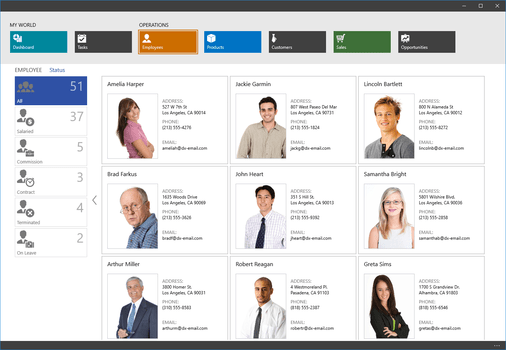 MY WORLD
OPERATIONS
Dashboard
Tasks
Employees
Products
Customers
Sales
Opportunities
EMPLOYEE Status
51
All
37
Salaried
5
Commission
3
Contract
4
Terminated
2
On Leave
Amelia Harper
ADDRESS:
527 W 7th St
Los Angeles, CA 90014
PHONE:
(213) 555-4276
EMAIL:
ameliah@dx-email.com
Jackie Garmin
ADDRESS:
807 West Paseo Del Mar
Los Angeles, CA 90731
PHONE:
(213) 555-1824
EMAIL:
jackg@dx-email.com
Lincoln Bartlett
ADDRESS:
800 N Alameda St
Los Angeles, CA 90012
PHONE:
(213) 555-8272
EMAIL:
lincolnb@dx-email.com
Brad Farkus
ADDRESS:
1635 Woods Drive
Los Angeles, CA 90069
PHONE:
(213) 555-3626
EMAIL:
bradf@dx-email.com
John Heart
ADDRESS:
351 S Hill St.
Los Angeles, CA 90013
PHONE:
(213) 555-9392
EMAIL:
jheart@dx-email.com
Samantha Bright
ADDRESS:
5801 Wilshire Blvd.
Los Angeles, CA 90036
PHONE:
(213) 555-2858
EMAIL:
samanthab@dx-email.com
Arthur Miller
ADDRESS:
3800 Homer St.
Los Angeles, CA 90031
PHONE:
(310) 555-8583
EMAIL:
arthurm@dx-email.com
Robert Reagan
ADDRESS:
4 Westmoreland Pl.
Pasadena, CA 91103
PHONE:
(818) 555-2387
EMAIL:
robertr@dx-email.com
Greta Sims
ADDRESS:
1700 S Grandview Dr.
Alhambra, CA 91803
PHONE:
(818) 555-6546
EMAIL:
gretas@dx-email.com